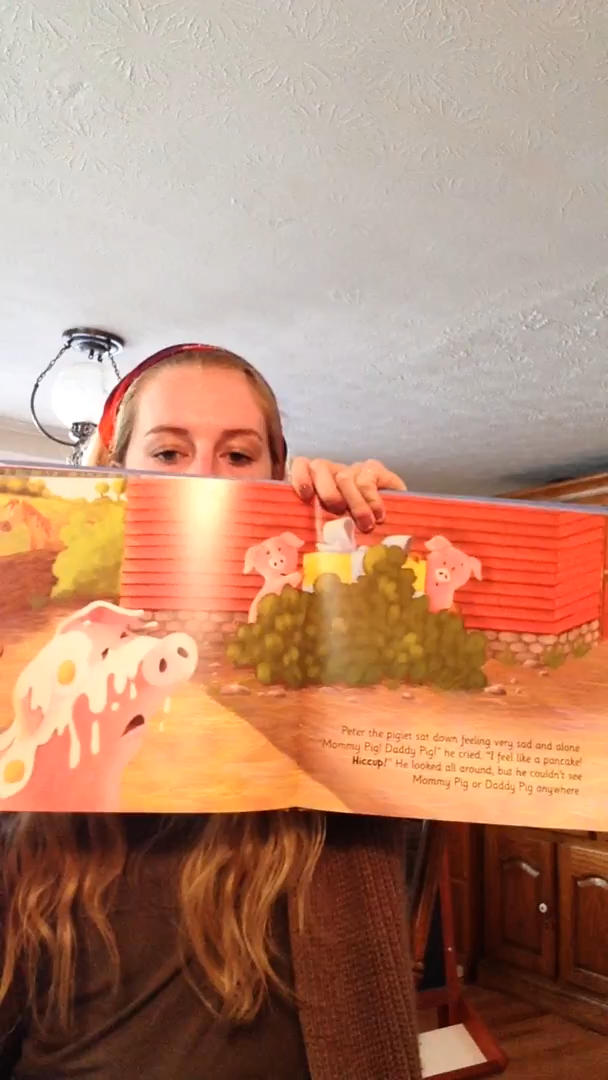 Peter the piglet sat down feeling very sad and alone
"Mommy Pig! Daddy Pig!" he cried. "I feel like a pancake!
Hiccup!" He looked all around, but he couldn't see
Mommy Pig or Daddy Pig anywhere